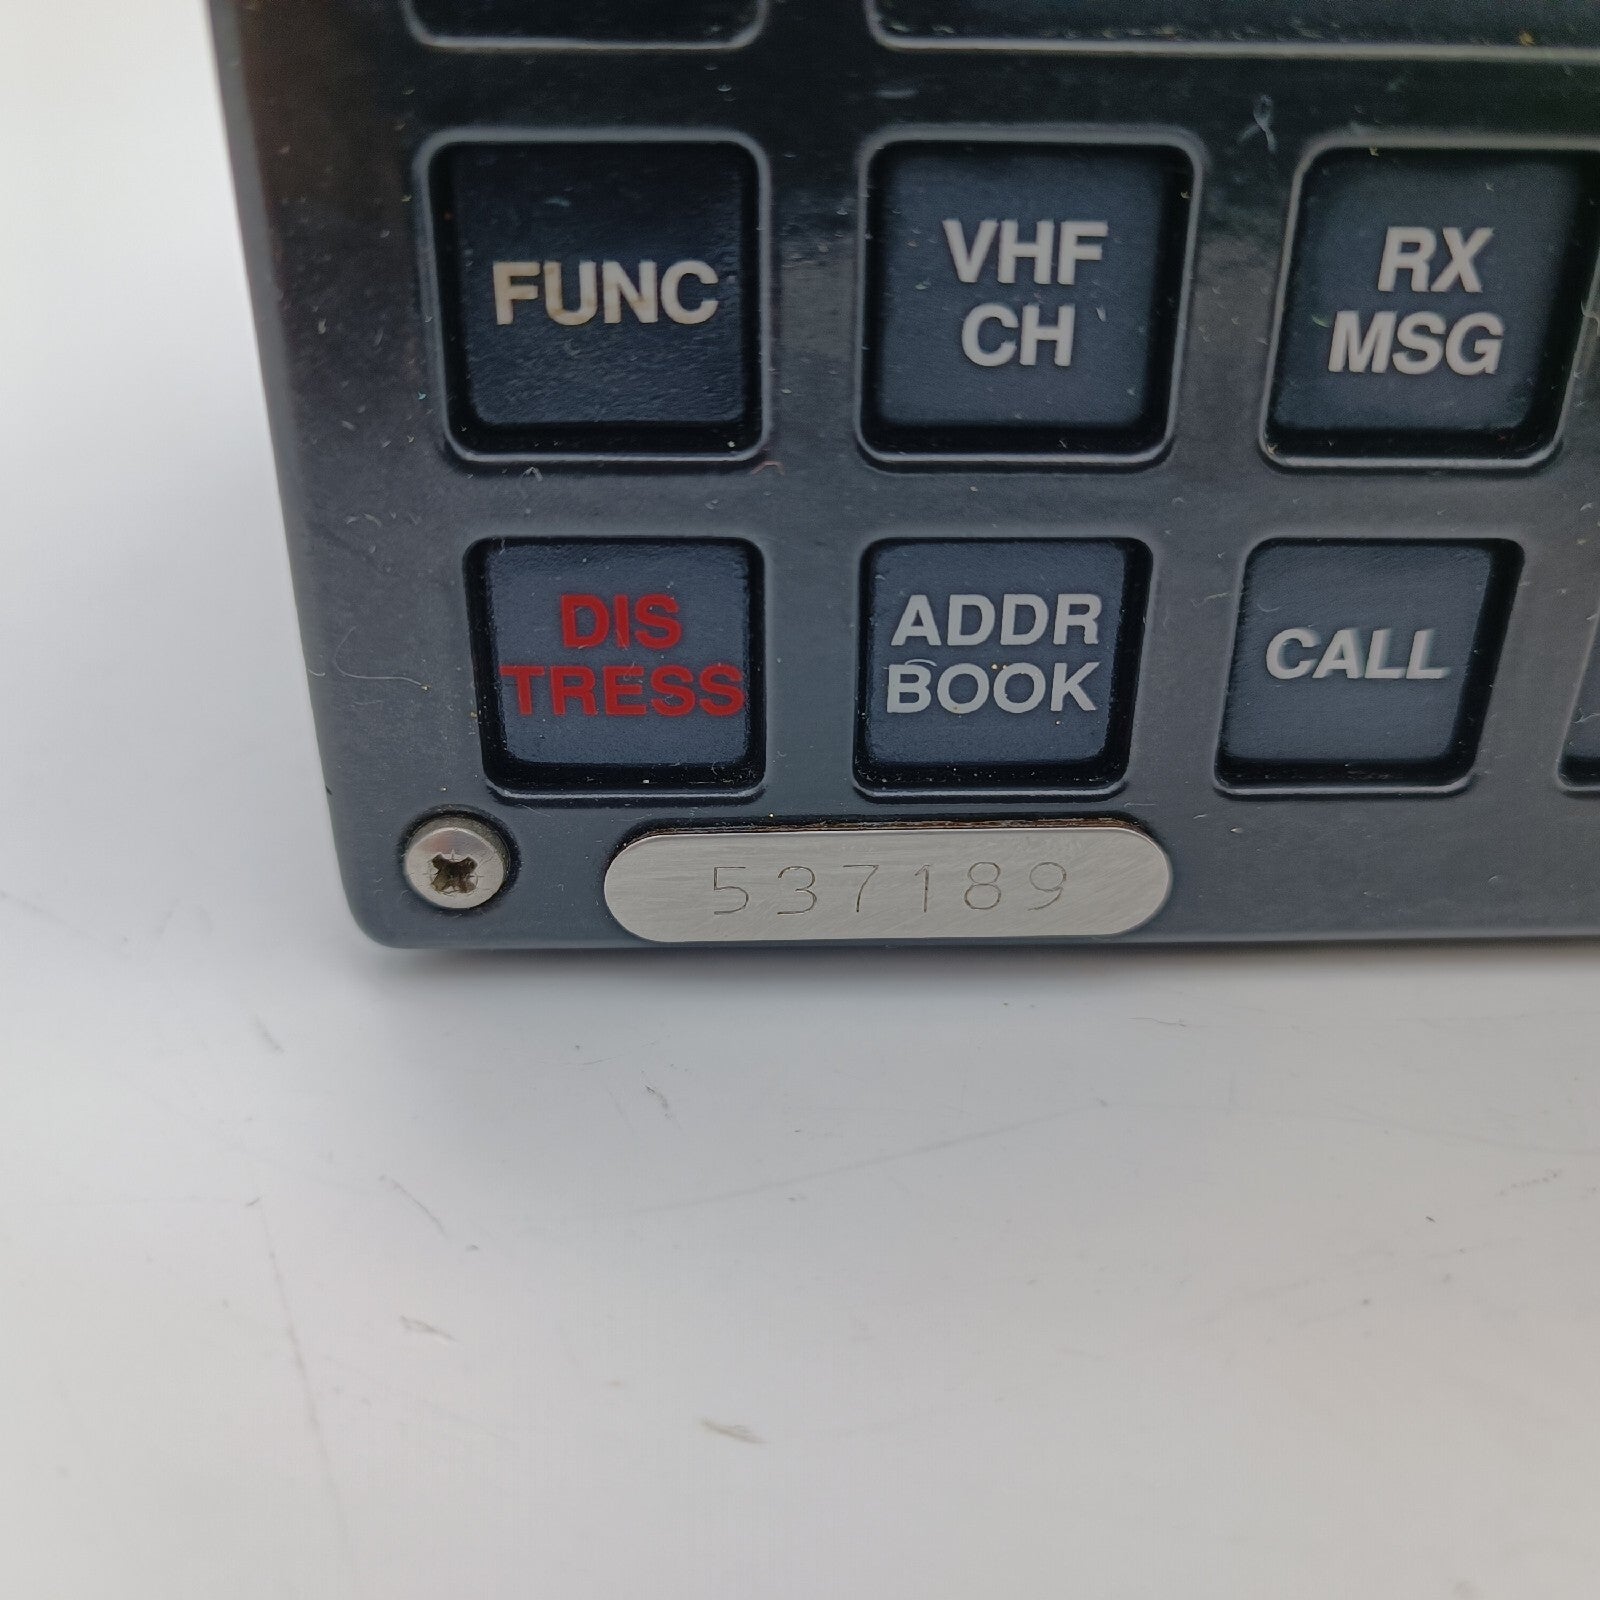 FUNC
VHF
CH
RX
MSG
DIS
TRESS
ADDR
BOOK
CALL
537189